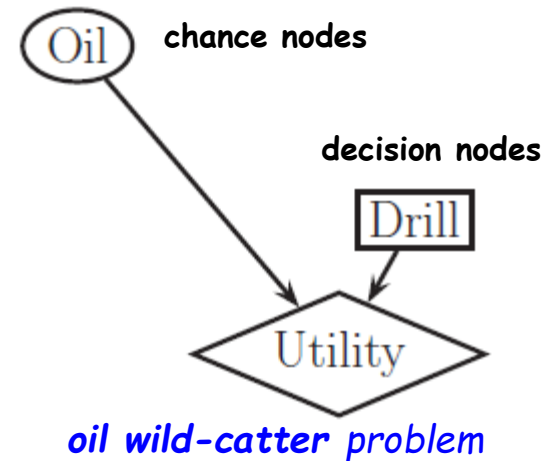 Oil
chance nodes
decision nodes
Drill
Utility
oil wild-catter problem